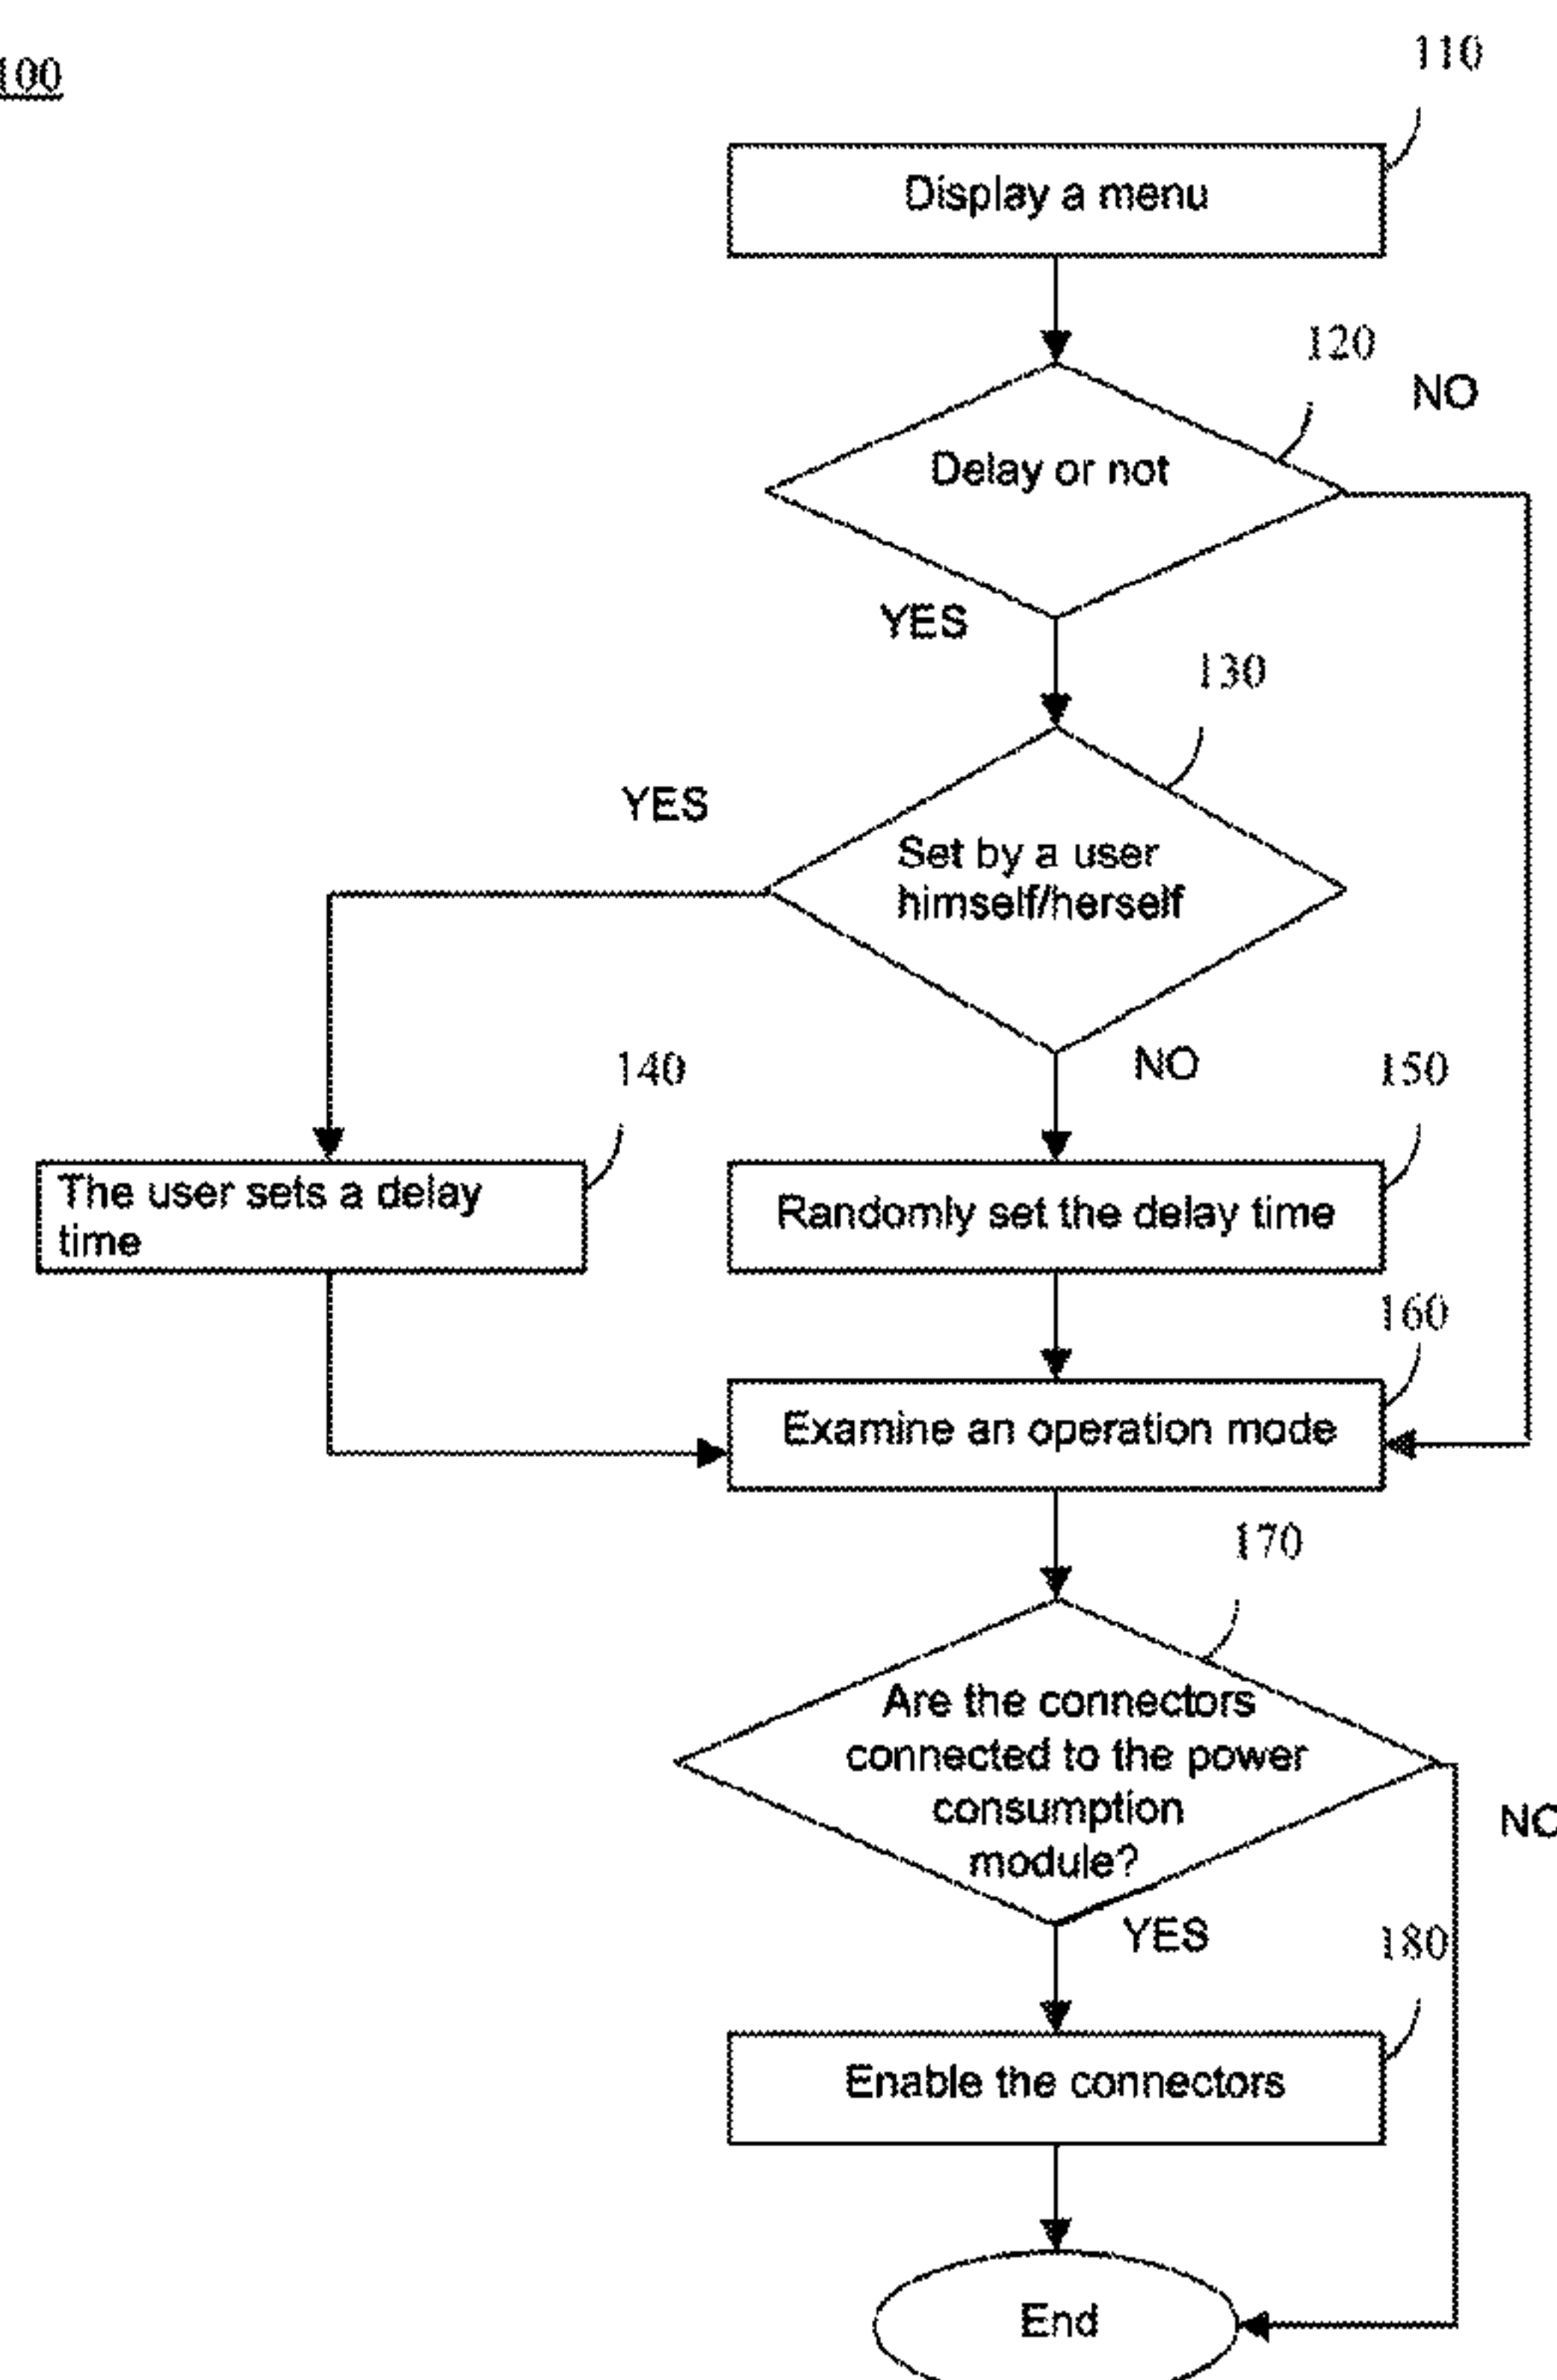 100
110
Display a menu
120
NO
Delay or not
YES
130
YES
Set by a user
himself/herself
NO
140
150
The user sets a delay
time
Randomly set the delay time
160
Examine an operation mode
170
Are the connectors
connected to the power
consumption
module?
NO
YES
180
Enable the connectors
End